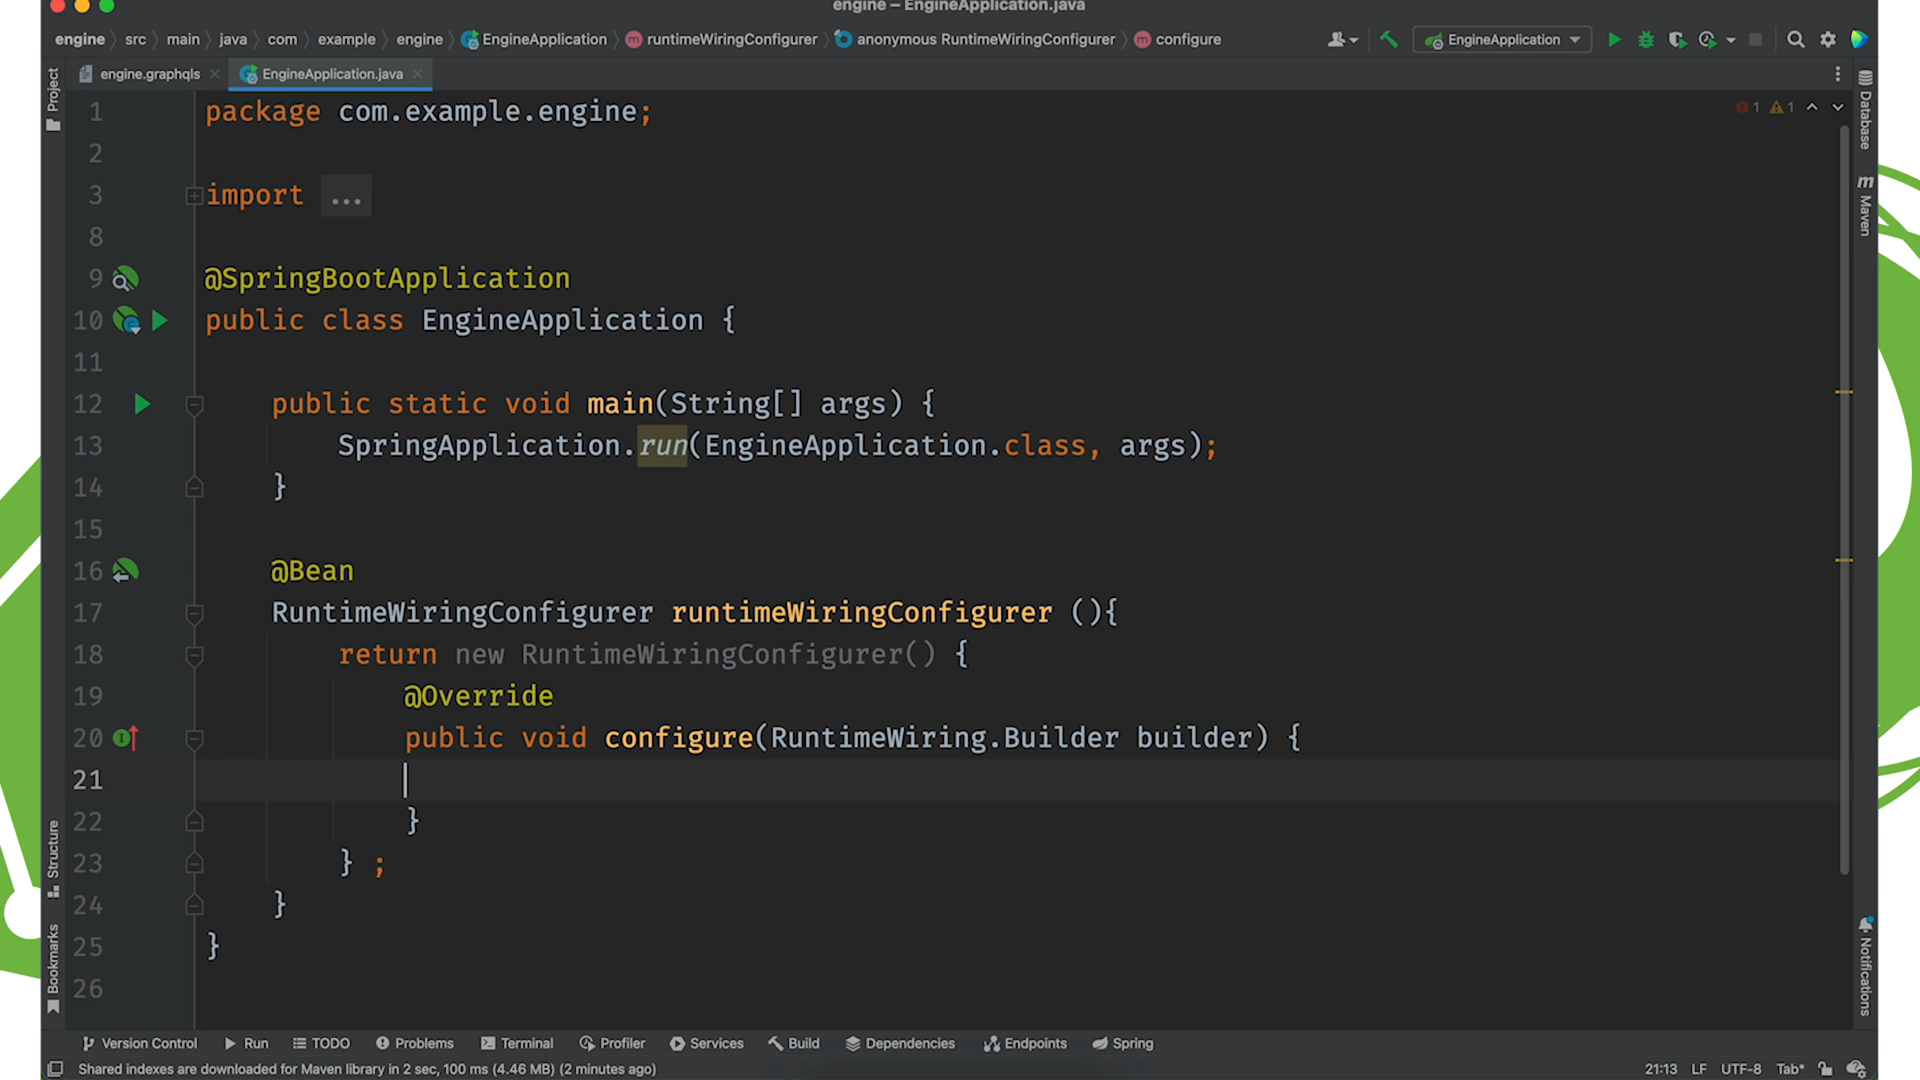 engine – EngineApplication.java
engine src main java com example engine EngineApplication runtimeWiringConfigurer anonymous RuntimeWiringConfigurer configure EngineApplication
engine.graphqls EngineApplication.java
Project
Structure
Bookmarks
1 package com.example.engine;
2
3 import ...
8
9 @SpringBootApplication
10 public class EngineApplication {
11
12 public static void main(String[] args) {
13 SpringApplication.run(EngineApplication.class, args);
14 }
15
16 @Bean
17 RuntimeWiringConfigurer runtimeWiringConfigurer (){
18 return new RuntimeWiringConfigurer() {
19 @Override
20 public void configure(RuntimeWiring.Builder builder) {
21
22 }
23 } ;
24 }
25 }
26
1 1
Database
m Maven
Notifications
Version Control Run TODO Problems Terminal Profiler Services Build Dependencies Endpoints Spring
Shared indexes are downloaded for Maven library in 2 sec, 100 ms (4.46 MB) (2 minutes ago) 21:13 LF UTF-8 Tab*